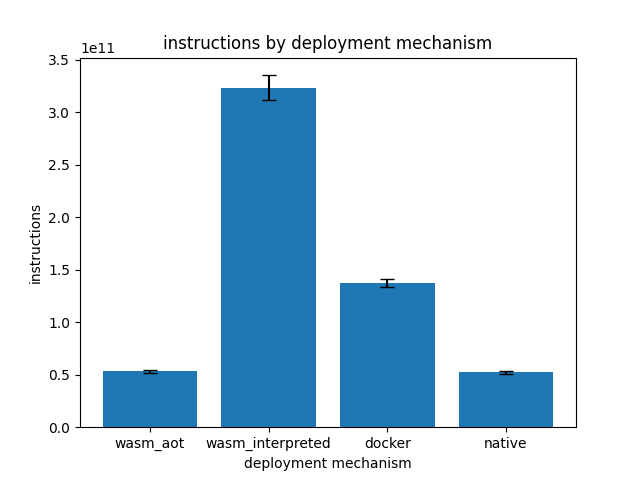 instructions by deployment mechanism
1e11
3.5
3.0
2.5
2.0
1.5
1.0
0.5
0.0
instructions
wasm_aot wasm_interpreted docker native
deployment mechanism